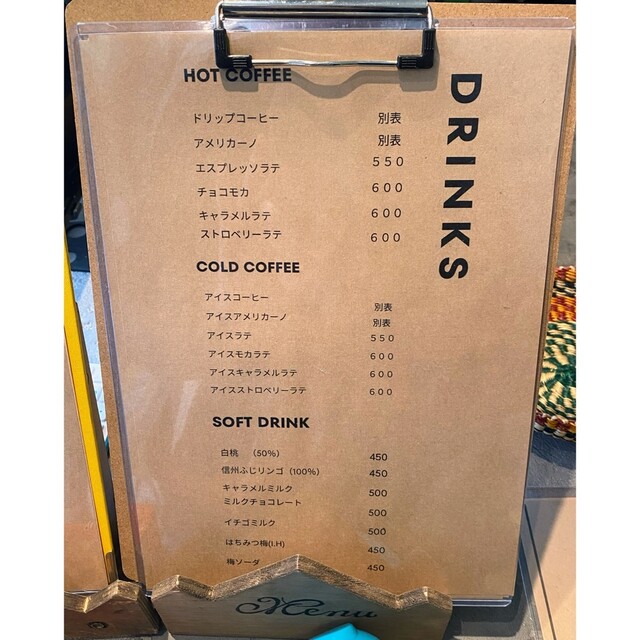 DRINKS
HOT COFFEE
ドリップコーヒー 別表
アメリカーノ 別表
エスプレッソラテ 550
チョコモカ 600
キャラメルラテ 600
ストロベリーラテ 600
COLD COFFEE
アイスコーヒー 別表
アイスアメリカーノ 別表
アイスラテ 550
アイスモカラテ 600
アイスキャラメルラテ 600
アイスストロベリーラテ 600
SOFT DRINK
白桃 (50%) 450
信州ふじリンゴ (100%) 450
キャラメルミルク 500
ミルクチョコレート 500
イチゴミルク 500
はちみつ梅(I.H) 450
梅ソーダ 450
Menu